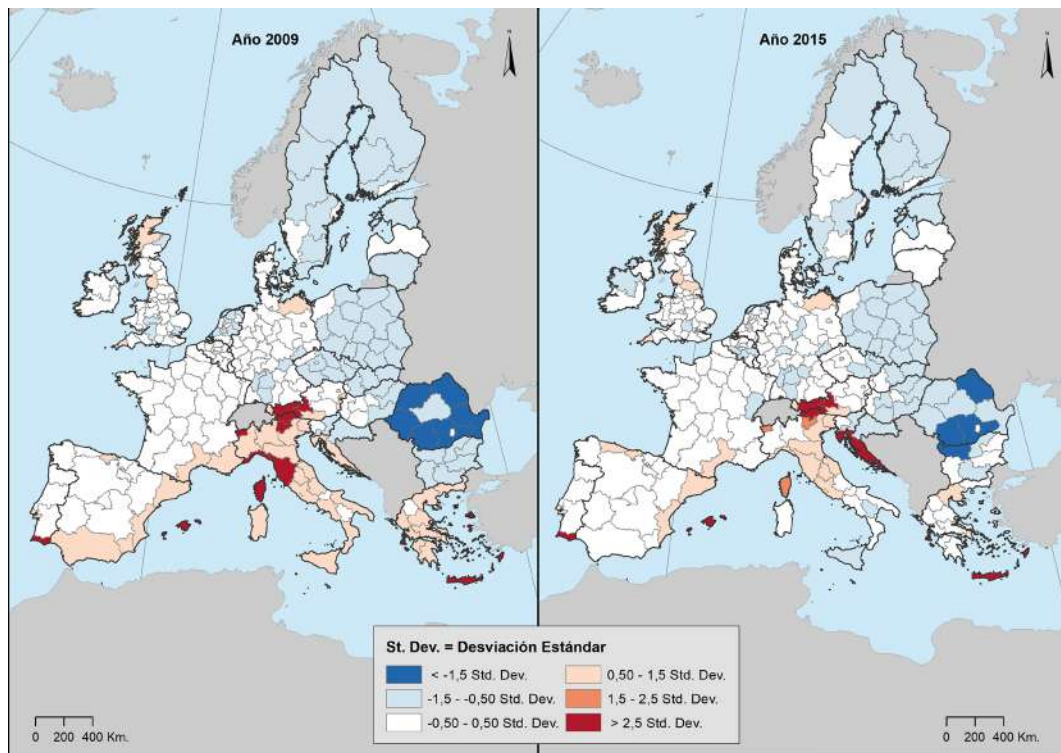 Año 2009
N
Año 2015
N
St. Dev. = Desviación Estándar
< -1,5 Std. Dev.
-1,5 - -0,50 Std. Dev.
-0,50 - 0,50 Std. Dev.
0,50 - 1,5 Std. Dev.
1,5 - 2,5 Std. Dev.
> 2,5 Std. Dev.
0 200 400 Km.
0 200 400 Km.